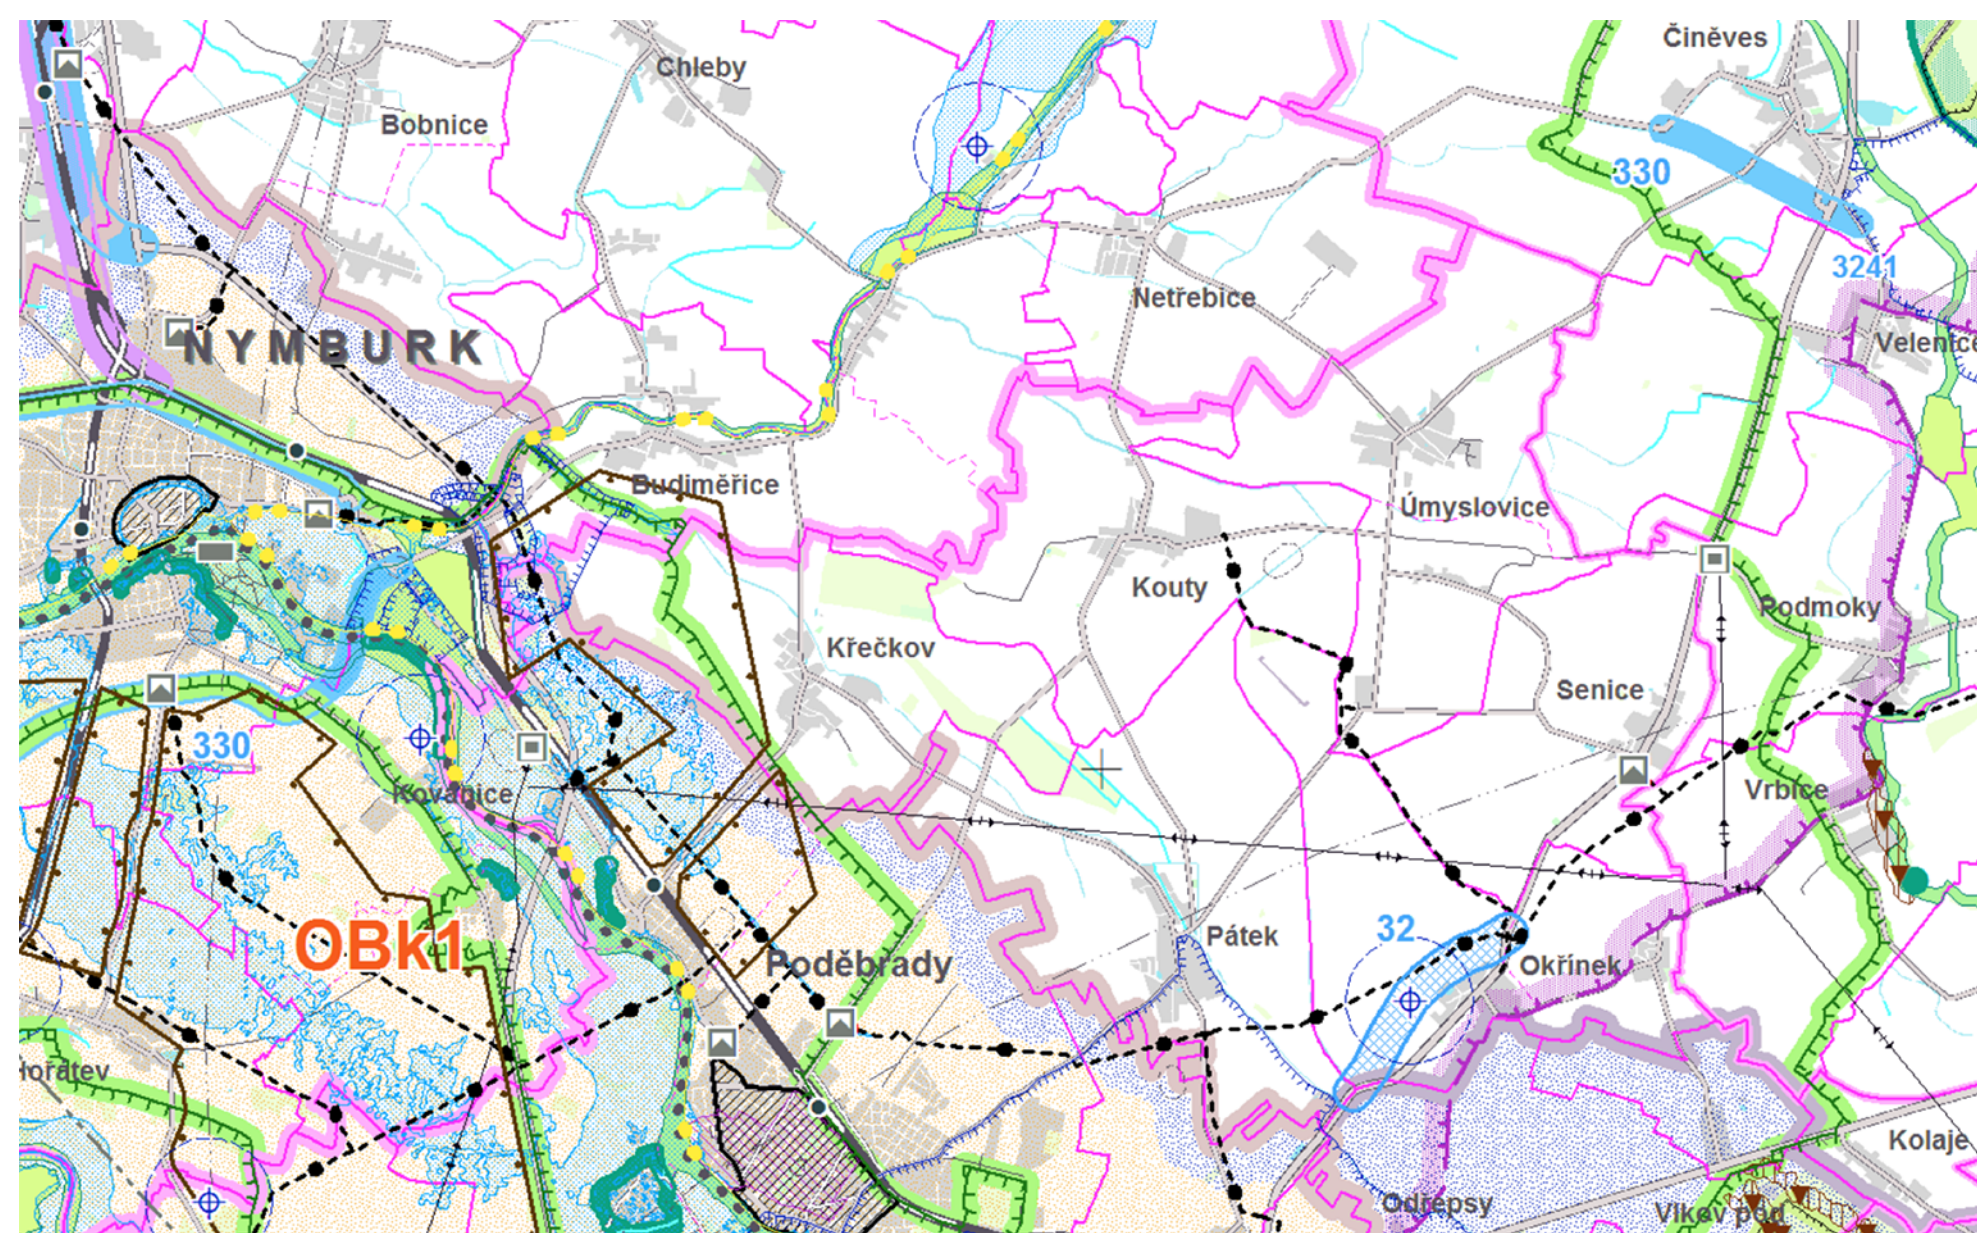 Činěves
Chleby
Bobnice
330
3241
Netřebice
Velenice
NYMBURK
Budiměřice
Úmyslovice
Kouty
Podmoky
Křečkov
Senice
330
Kovanice
Vrbice
OBk1
32
Pátek
Poděbrady
Okřínek
Kolaje
Odřepsy
Vlkov pod